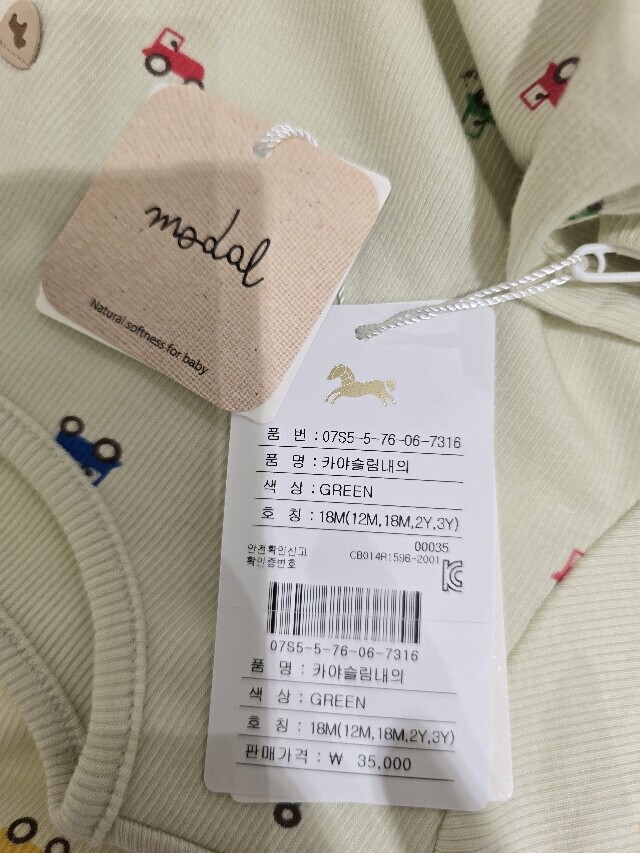 modal
Natural softness for baby
품 번 : 07S5-5-76-06-7316
품 명 : 카야슬림내의
색 상 : GREEN
호 칭 : 18M(12M,18M,2Y,3Y)
00035
안전확인신고
확인증번호 CB014R1596-2001
07S5-5-76-06-7316
품 명 : 카야슬림내의
색 상 : GREEN
호 칭 : 18M(12M,18M,2Y,3Y)
판매가격 : ₩ 35,000